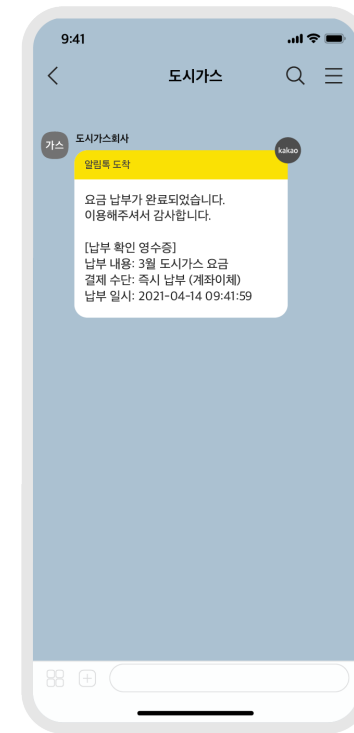 9:41
도시가스
가스
도시가스회사
알림톡 도착
kakao
요금 납부가 완료되었습니다.
이용해주셔서 감사합니다.
[납부 확인 영수증]
납부 내용: 3월 도시가스 요금
결제 수단: 즉시 납부 (계좌이체)
납부 일시: 2021-04-14 09:41:59